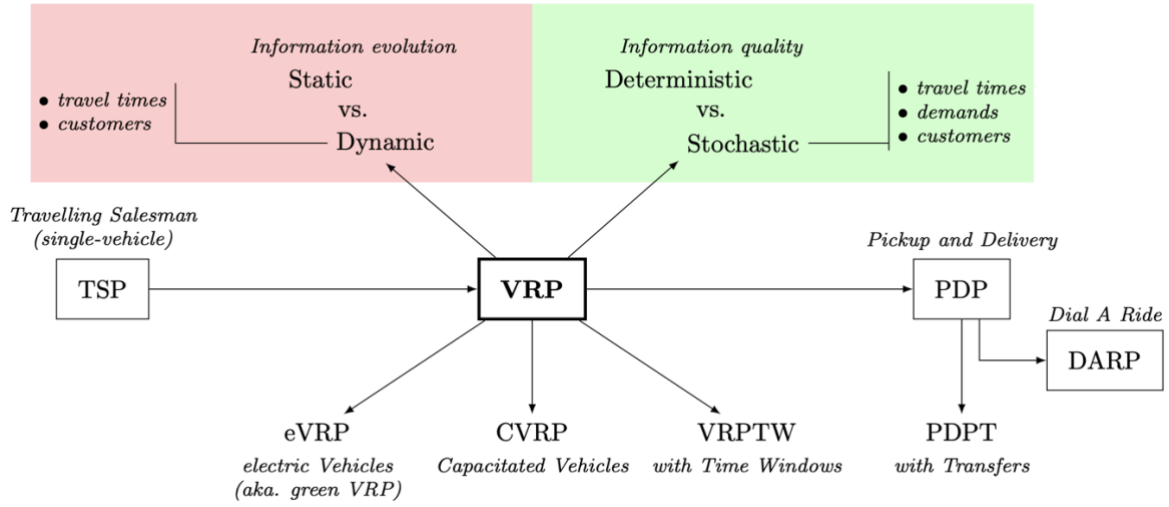 Information evolution
Static
vs.
Dynamic
• travel times
• customers
Information quality
Deterministic
vs.
Stochastic
• travel times
• demands
• customers
Travelling Salesman
(single-vehicle)
TSP
VRP
Pickup and Delivery
PDP
Dial A Ride
DARP
eVRP
electric Vehicles
(aka. green VRP)
CVRP
Capacitated Vehicles
VRPTW
with Time Windows
PDPT
with Transfers